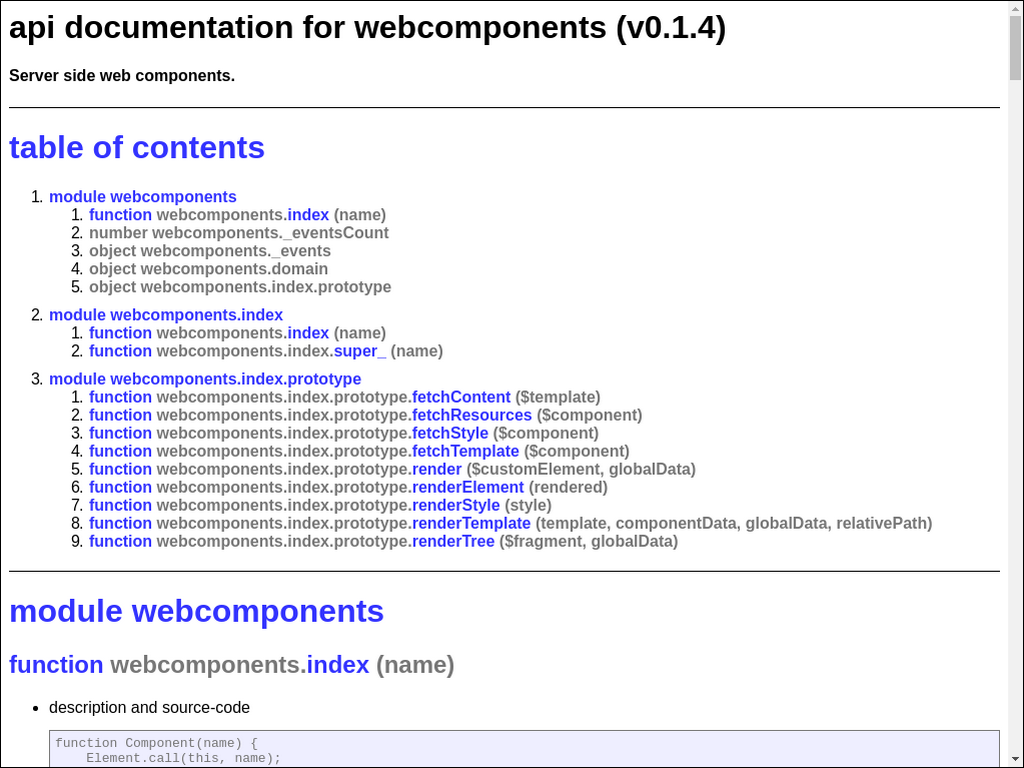 api documentation for webcomponents (v0.1.4)
Server side web components.
table of contents
1. module webcomponents
1. function webcomponents.index (name)
2. number webcomponents._eventsCount
3. object webcomponents._events
4. object webcomponents.domain
5. object webcomponents.index.prototype
2. module webcomponents.index
1. function webcomponents.index (name)
2. function webcomponents.index.super_ (name)
3. module webcomponents.index.prototype
1. function webcomponents.index.prototype.fetchContent ($template)
2. function webcomponents.index.prototype.fetchResources ($component)
3. function webcomponents.index.prototype.fetchStyle ($component)
4. function webcomponents.index.prototype.fetchTemplate ($component)
5. function webcomponents.index.prototype.render ($customElement, globalData)
6. function webcomponents.index.prototype.renderElement (rendered)
7. function webcomponents.index.prototype.renderStyle (style)
8. function webcomponents.index.prototype.renderTemplate (template, componentData, globalData, relativePath)
9. function webcomponents.index.prototype.renderTree ($fragment, globalData)
module webcomponents
function webcomponents.index (name)
• description and source-code
function Component(name) {
    Element.call(this, name);